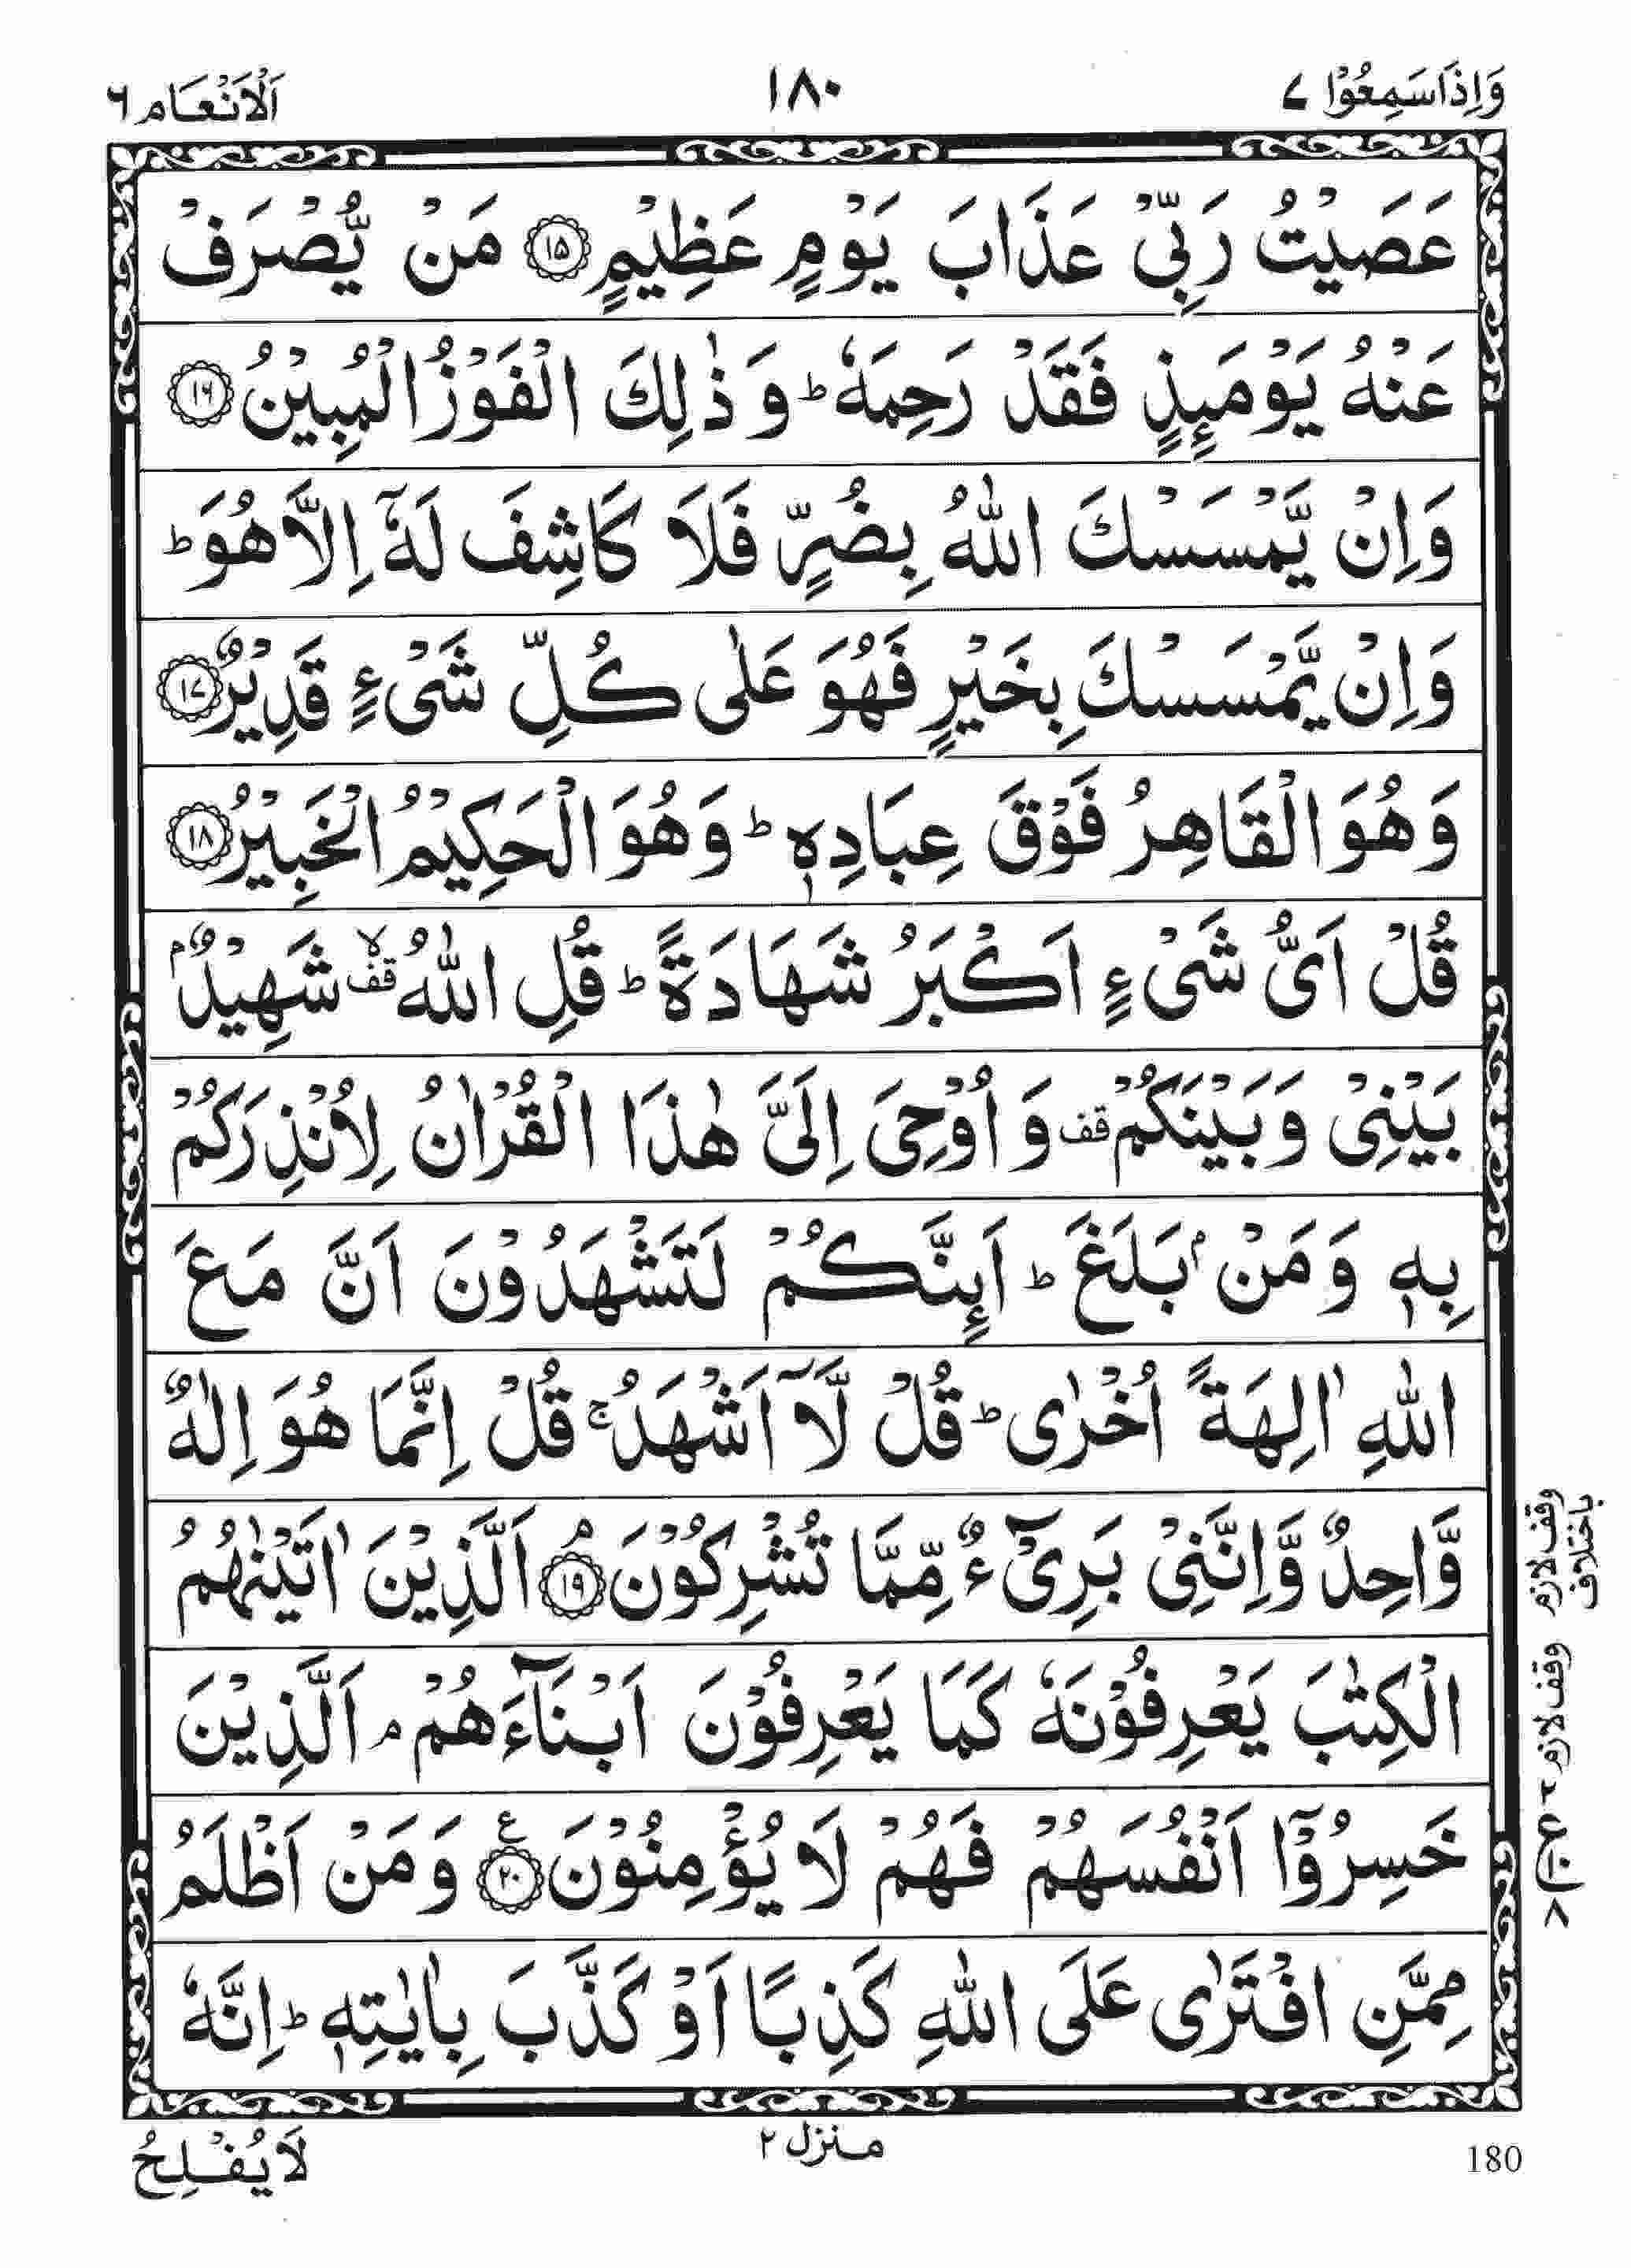 وَاِذَاسَمِعُوْا ٧ ١٨٠ اَلْاَنْعَام ٦
عَصَيْتُ رَبِّيْ عَذَابَ يَوْمٍ عَظِيْمٍ ١٥ مَنْ يُّصْرَفْ
عَنْهُ يَوْمَىِٕذٍ فَقَدْ رَحِمَهٗ ؕ وَ ذٰلِكَ الْفَوْزُ الْمُبِيْنُ ١٦
وَاِنْ يَّمْسَسْكَ اللّٰهُ بِضُرٍّ فَلَا كَاشِفَ لَهٗۤ اِلَّا هُوَ ؕ
وَاِنْ يَّمْسَسْكَ بِخَيْرٍ فَهُوَ عَلٰى كُلِّ شَيْءٍ قَدِيْرٌ ١٧
وَهُوَ الْقَاهِرُ فَوْقَ عِبَادِهٖ ؕ وَهُوَ الْحَكِيْمُ الْخَبِيْرُ ١٨
قُلْ اَيُّ شَيْءٍ اَكْبَرُ شَهَادَةً ؕ قُلِ اللّٰهُ ۙ قف شَهِيْدٌۢ
بَيْنِيْ وَبَيْنَكُمْ قف وَ اُوْحِيَ اِلَيَّ هٰذَا الْقُرْاٰنُ لِاُنْذِرَكُمْ
بِهٖ وَ مَنْۢ بَلَغَ ؕ اَىِٕنَّكُمْ لَتَشْهَدُوْنَ اَنَّ مَعَ
اللّٰهِ اٰلِهَةً اُخْرٰى ؕ قُلْ لَّاۤ اَشْهَدُ ۚ قُلْ اِنَّمَا هُوَ اِلٰهٌ
وَّاحِدٌ وَّاِنَّنِيْ بَرِيْٓءٌ مِّمَّا تُشْرِكُوْنَ ۘ ١٩ اَلَّذِيْنَ اٰتَيْنٰهُمُ
الْكِتٰبَ يَعْرِفُوْنَهٗ كَمَا يَعْرِفُوْنَ اَبْنَآءَهُمْ ۘ اَلَّذِيْنَ
خَسِرُوْۤا اَنْفُسَهُمْ فَهُمْ لَا يُؤْمِنُوْنَ ع ٢٠ وَ مَنْ اَظْلَمُ
مِمَّنِ افْتَرٰى عَلَى اللّٰهِ كَذِبًا اَوْ كَذَّبَ بِاٰيٰتِهٖ ؕ اِنَّهٗ
وقف لازم
باختلاف
وقف لازم
٢ ع ١٠ ٨
لَا يُفْلِحُ
منزل ٢
180